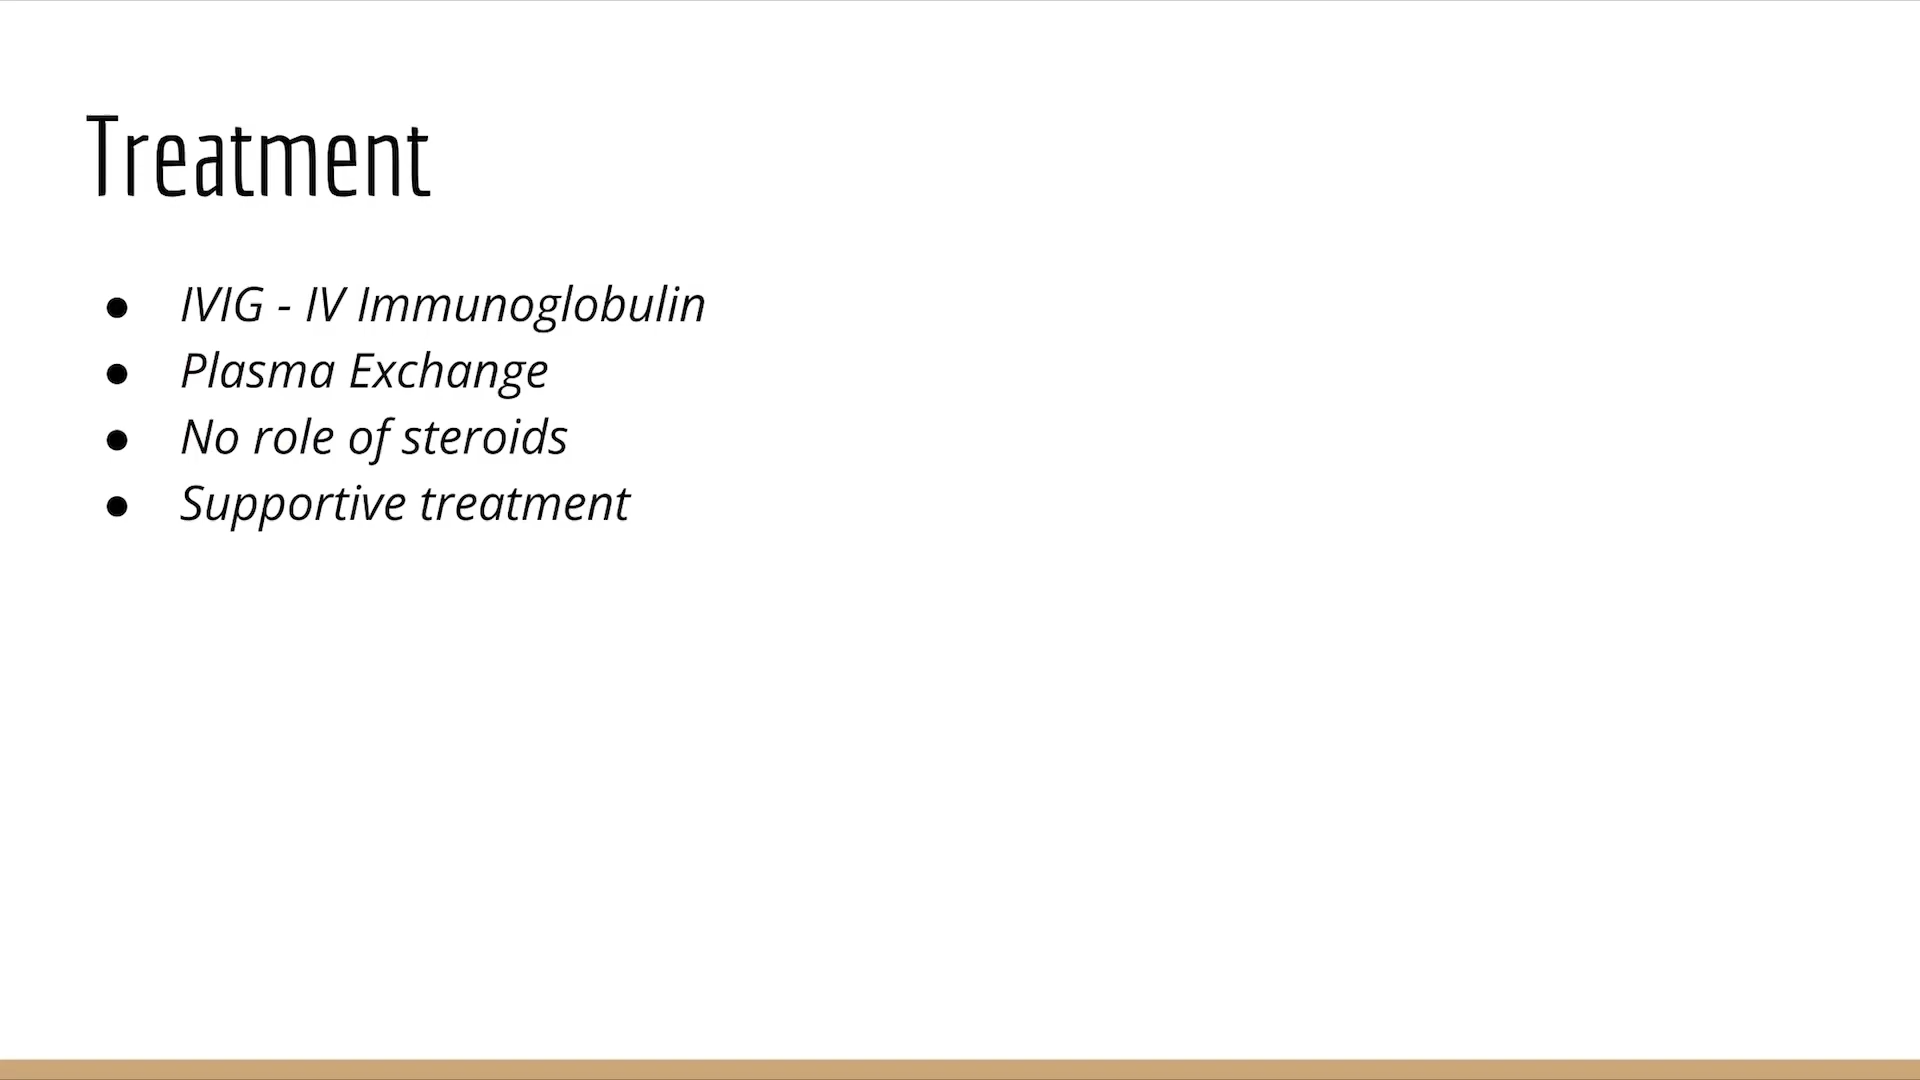 Treatment
● IVIG - IV Immunoglobulin
● Plasma Exchange
● No role of steroids
● Supportive treatment